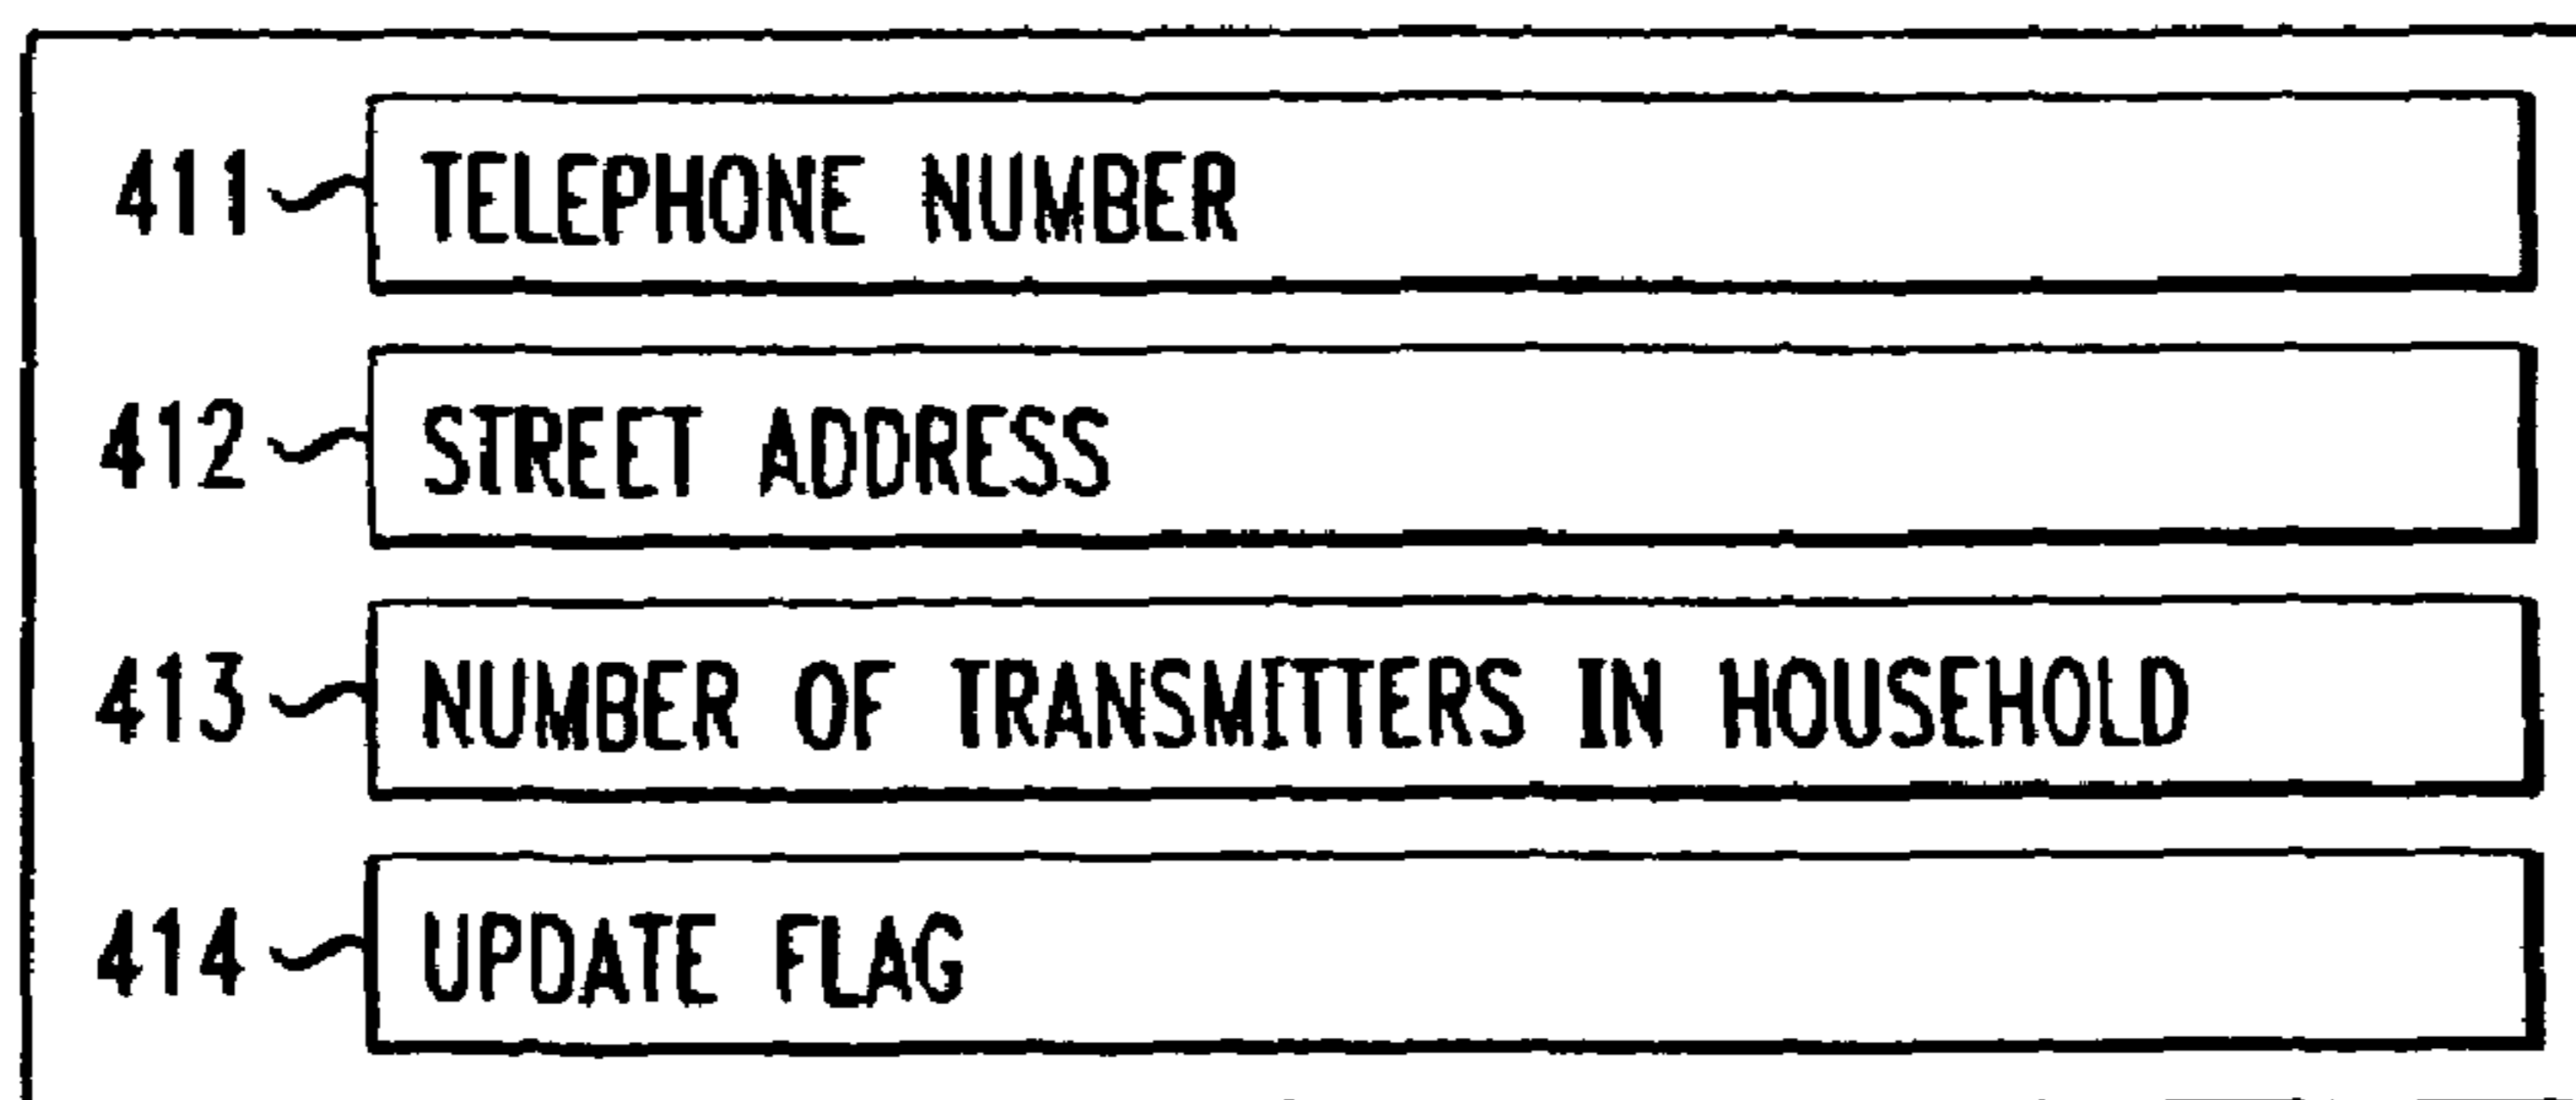 411 TELEPHONE NUMBER
412 STREET ADDRESS
413 NUMBER OF TRANSMITTERS IN HOUSEHOLD
414 UPDATE FLAG